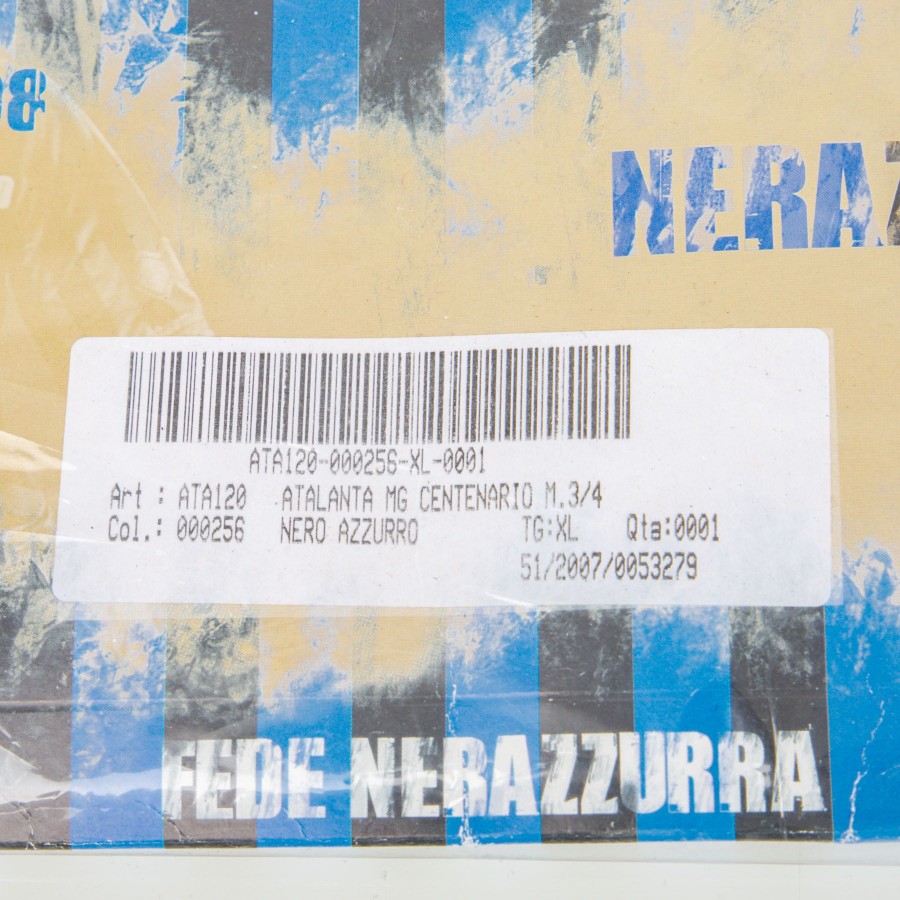 08
NERAZ
ATA120-000256-XL-0001
Art : ATA120 ATALANTA MG CENTENARIO M.3/4
Col.: 000256 NERO AZZURRO TG:XL Qta:0001
51/2007/0053279
FEDE NERAZZURRA